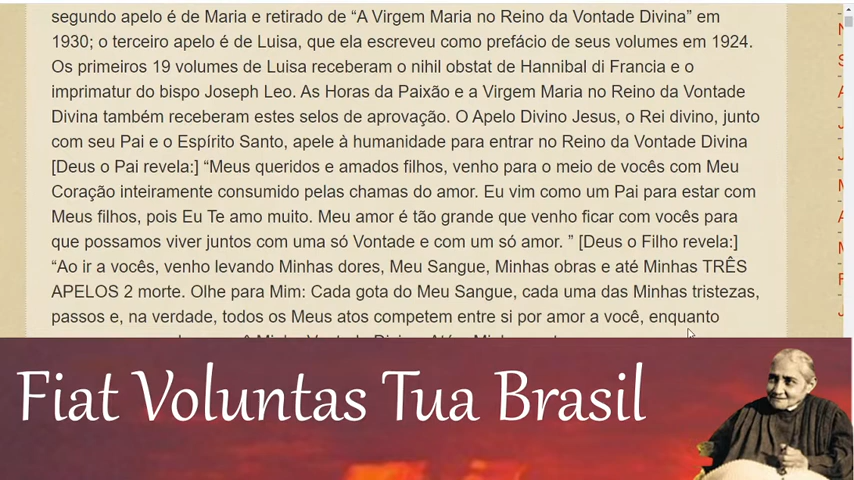 segundo apelo é de Maria e retirado de “A Virgem Maria no Reino da Vontade Divina” em
1930; o terceiro apelo é de Luisa, que ela escreveu como prefácio de seus volumes em 1924.
Os primeiros 19 volumes de Luisa receberam o nihil obstat de Hannibal di Francia e o
imprimatur do bispo Joseph Leo. As Horas da Paixão e a Virgem Maria no Reino da Vontade
Divina também receberam estes selos de aprovação. O Apelo Divino Jesus, o Rei divino, junto
com seu Pai e o Espírito Santo, apele à humanidade para entrar no Reino da Vontade Divina
[Deus o Pai revela:] “Meus queridos e amados filhos, venho para o meio de vocês com Meu
Coração inteiramente consumido pelas chamas do amor. Eu vim como um Pai para estar com
Meus filhos, pois Eu Te amo muito. Meu amor é tão grande que venho ficar com vocês para
que possamos viver juntos com uma só Vontade e com um só amor. ” [Deus o Filho revela:]
“Ao ir a vocês, venho levando Minhas dores, Meu Sangue, Minhas obras e até Minhas TRÊS
APELOS 2 morte. Olhe para Mim: Cada gota do Meu Sangue, cada uma das Minhas tristezas,
passos e, na verdade, todos os Meus atos competem entre si por amor a você, enquanto
Fiat Voluntas Tua Brasil